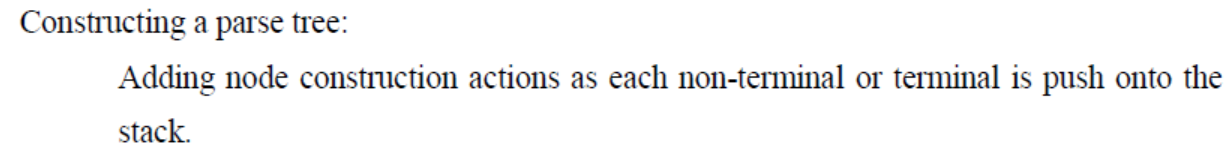 Constructing a parse tree:
Adding node construction actions as each non-terminal or terminal is push onto the
stack.